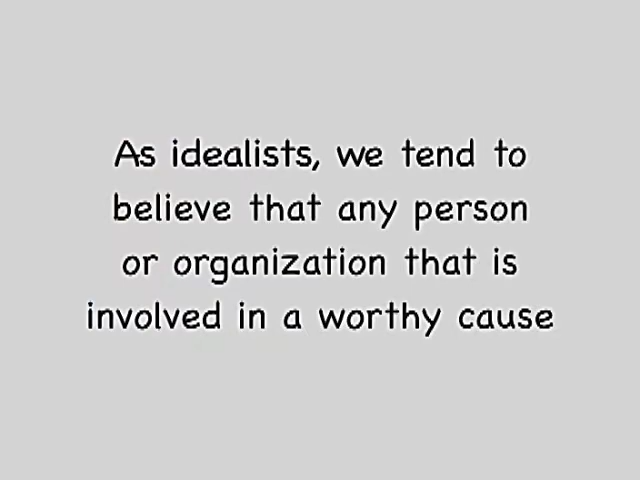 As idealists, we tend to
believe that any person
or organization that is
involved in a worthy cause